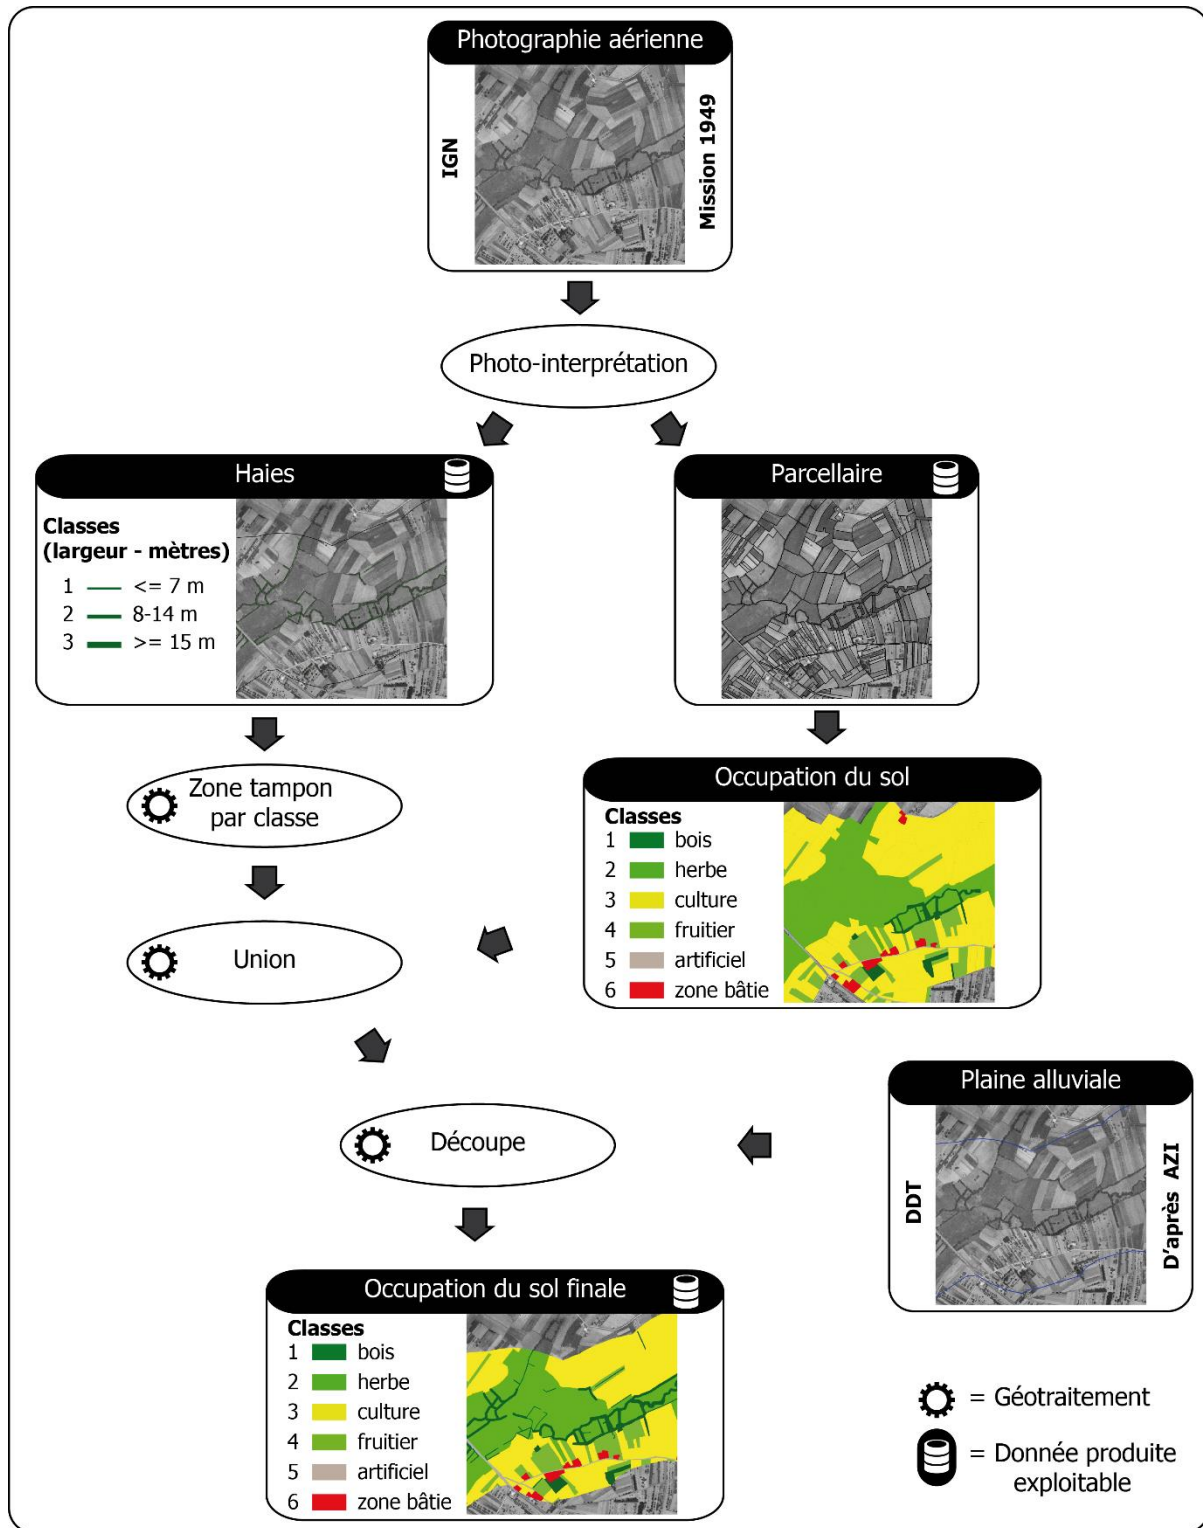 Photographie aérienne
IGN
Mission 1949
Photo-interprétation
Haies
Classes
(largeur - mètres)
1 <= 7 m
2 8-14 m
3 >= 15 m
Parcellaire
Zone tampon
par classe
Occupation du sol
Classes
1 bois
2 herbe
3 culture
4 fruitier
5 artificiel
6 zone bâtie
Union
Plaine alluviale
DDT
D'après AZI
Découpe
Occupation du sol finale
Classes
1 bois
2 herbe
3 culture
4 fruitier
5 artificiel
6 zone bâtie
= Géotraitement
= Donnée produite
exploitable